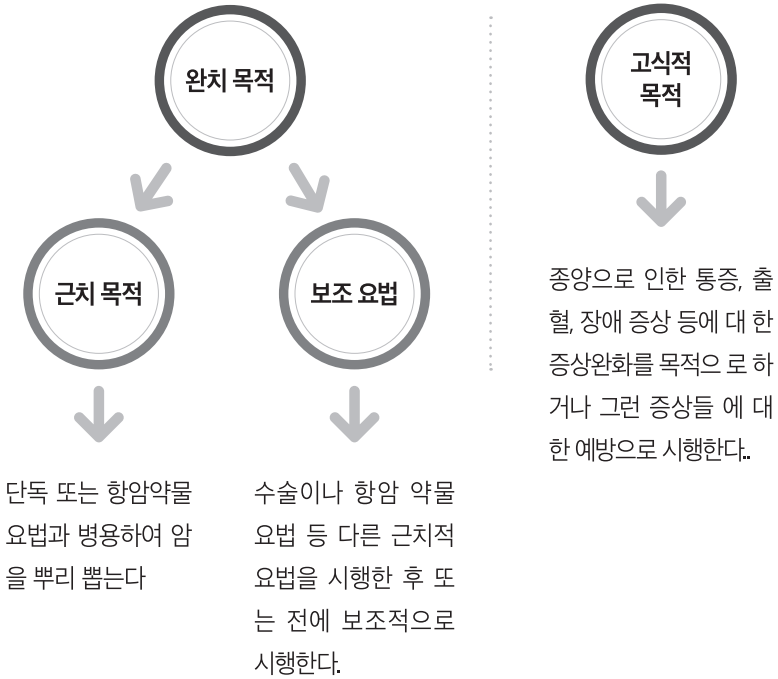 완치 목적
근치 목적
단독 또는 항암약물
요법과 병용하여 암
을 뿌리 뽑는다
보조 요법
수술이나 항암 약물
요법 등 다른 근치적
요법을 시행한 후 또
는 전에 보조적으로
시행한다.
고식적
목적
종양으로 인한 통증, 출
혈, 장애 증상 등에 대 한
증상완화를 목적으 로 하
거나 그런 증상들 에 대
한 예방으로 시행한다..